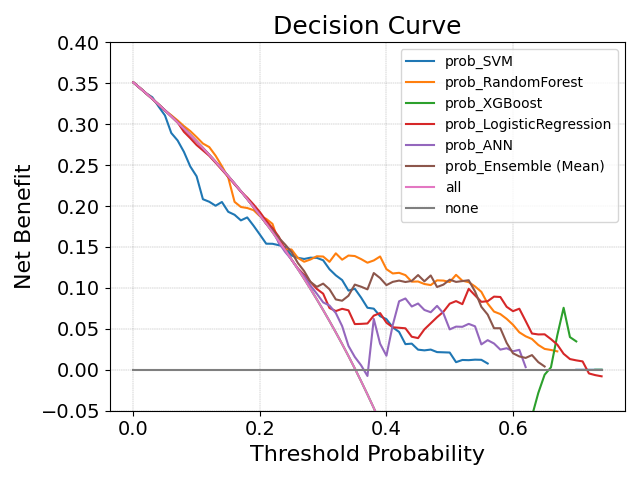 Decision Curve
0.40
0.35
0.30
0.25
0.20
0.15
0.10
0.05
0.00
−0.05
Net Benefit
prob_SVM
prob_RandomForest
prob_XGBoost
prob_LogisticRegression
prob_ANN
prob_Ensemble (Mean)
all
none
0.0 0.2 0.4 0.6
Threshold Probability